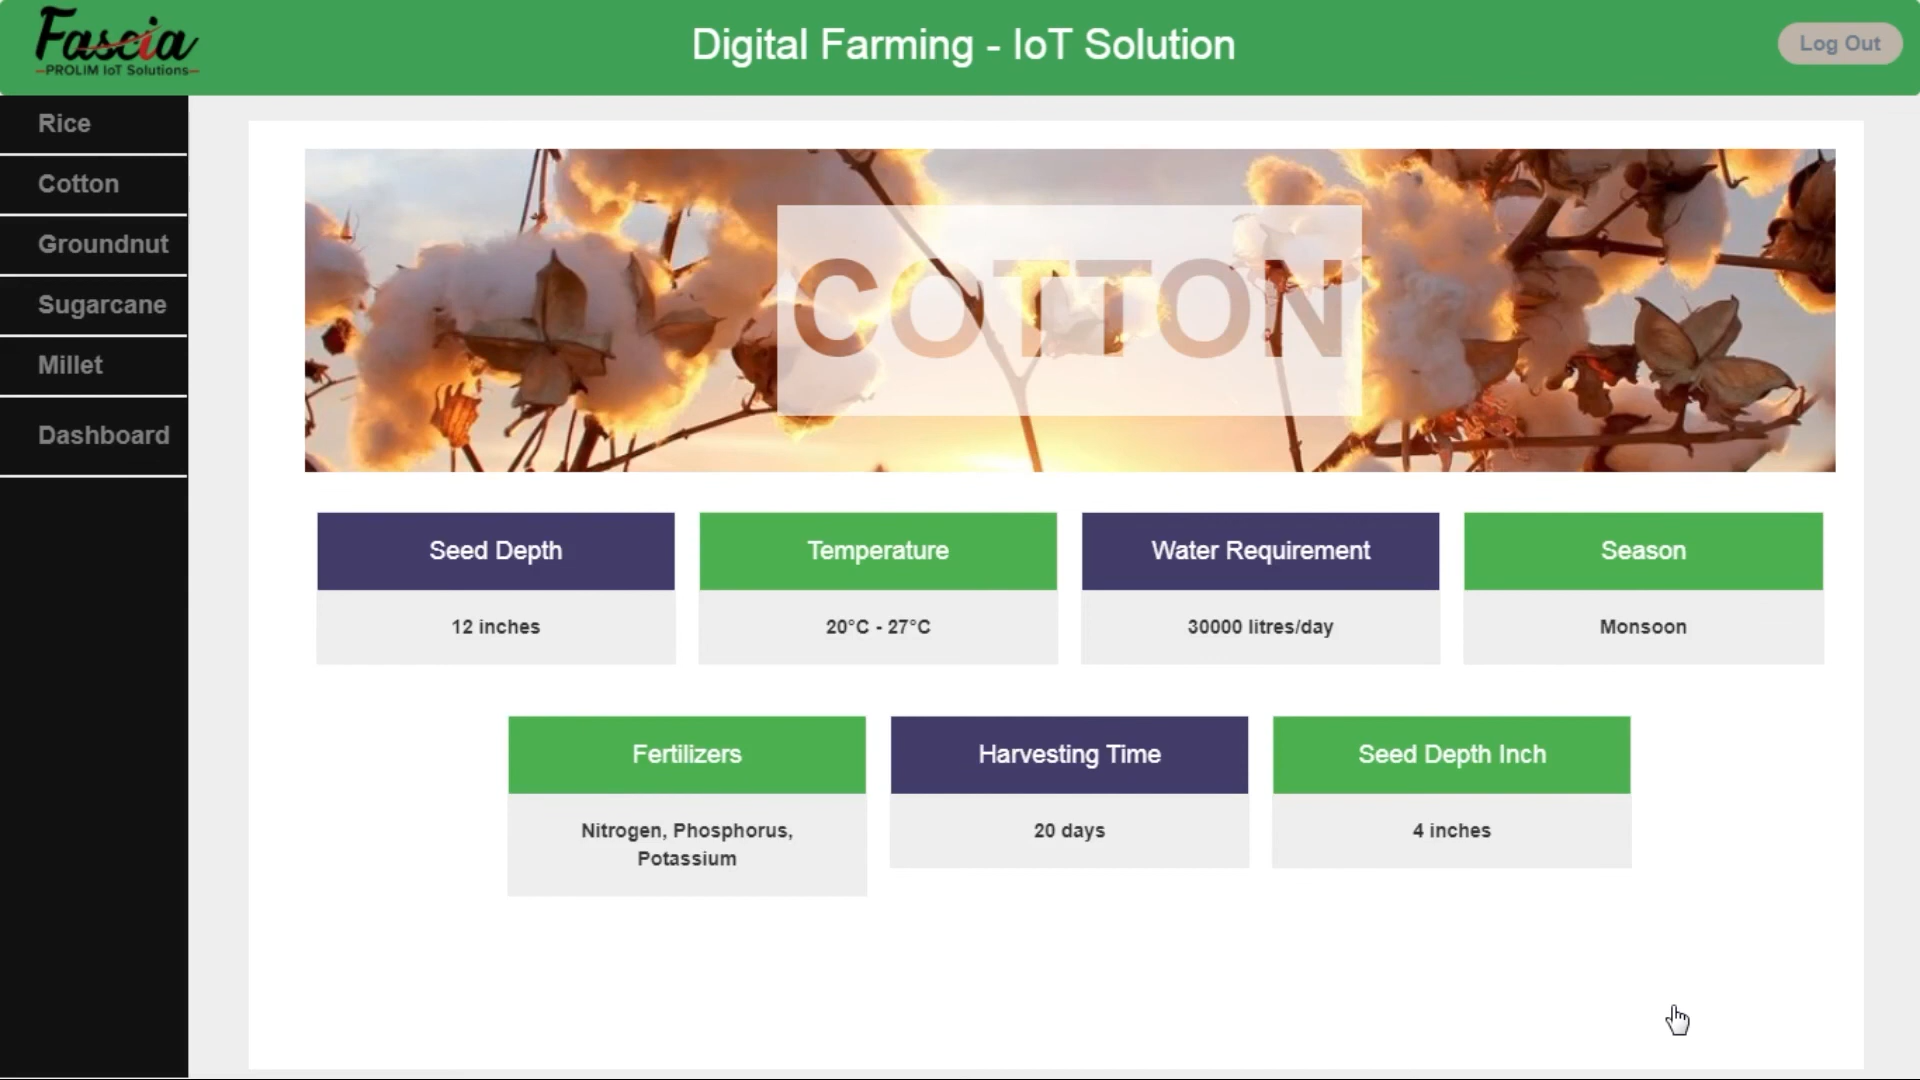 Fascia
PROLIM IoT Solutions
Digital Farming - IoT Solution
Log Out
Rice
Cotton
Groundnut
Sugarcane
Millet
Dashboard
COTTON
Seed Depth
12 inches
Temperature
20°C - 27°C
Water Requirement
30000 litres/day
Season
Monsoon
Fertilizers
Nitrogen, Phosphorus,
Potassium
Harvesting Time
20 days
Seed Depth Inch
4 inches